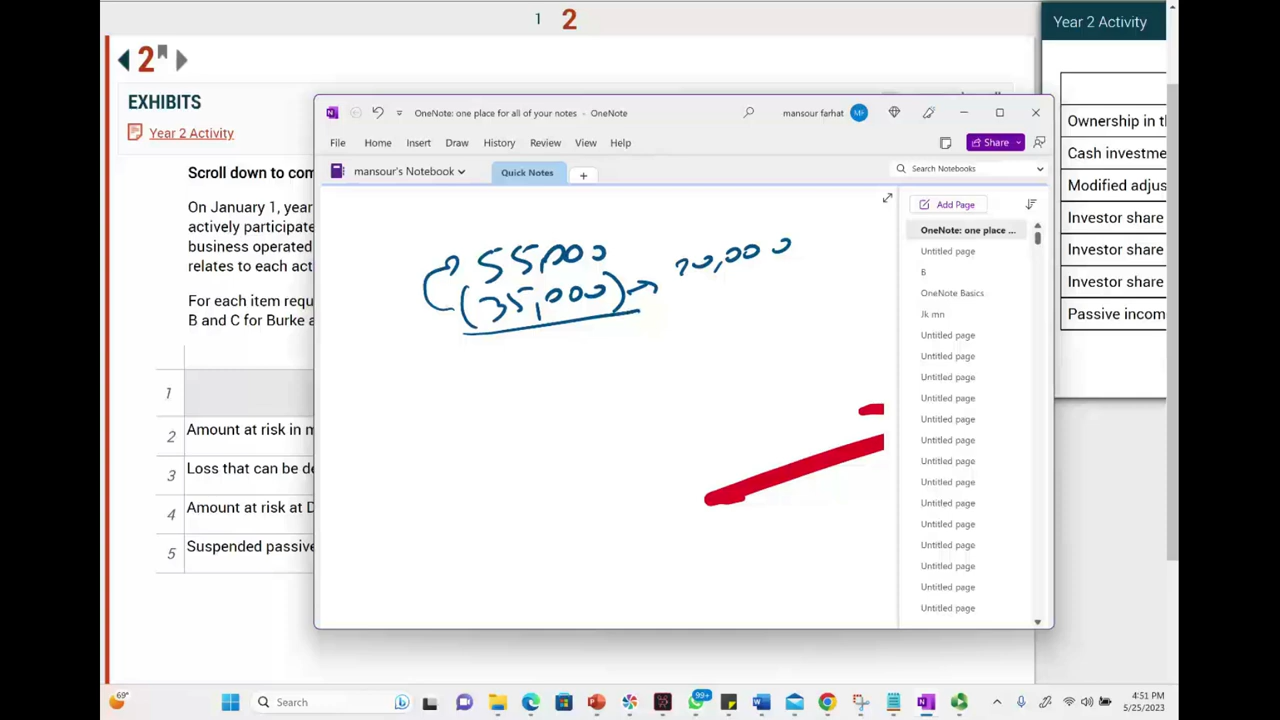 1 2
Year 2 Activity
2
EXHIBITS
Year 2 Activity
Scroll down to com
On January 1, year
actively participate
business operated
relates to each act
For each item requ
B and C for Burke a
1
2 Amount at risk in m
3 Loss that can be de
4 Amount at risk at D
5 Suspended passive
OneNote: one place for all of your notes - OneNote
mansour farhat
MF
File Home Insert Draw History Review View Help
Share
mansour's Notebook
Quick Notes
+
Search Notebooks
Add Page
OneNote: one place ...
Untitled page
B
OneNote Basics
Jk mn
Untitled page
Untitled page
Untitled page
Untitled page
Untitled page
Untitled page
Untitled page
Untitled page
Untitled page
Untitled page
Untitled page
Untitled page
Untitled page
Untitled page
55,000
(35,000) 20,000
Ownership in th
Cash investme
Modified adjus
Investor share
Investor share
Investor share
Passive incom
69°
Search
99+
4:51 PM
5/25/2023